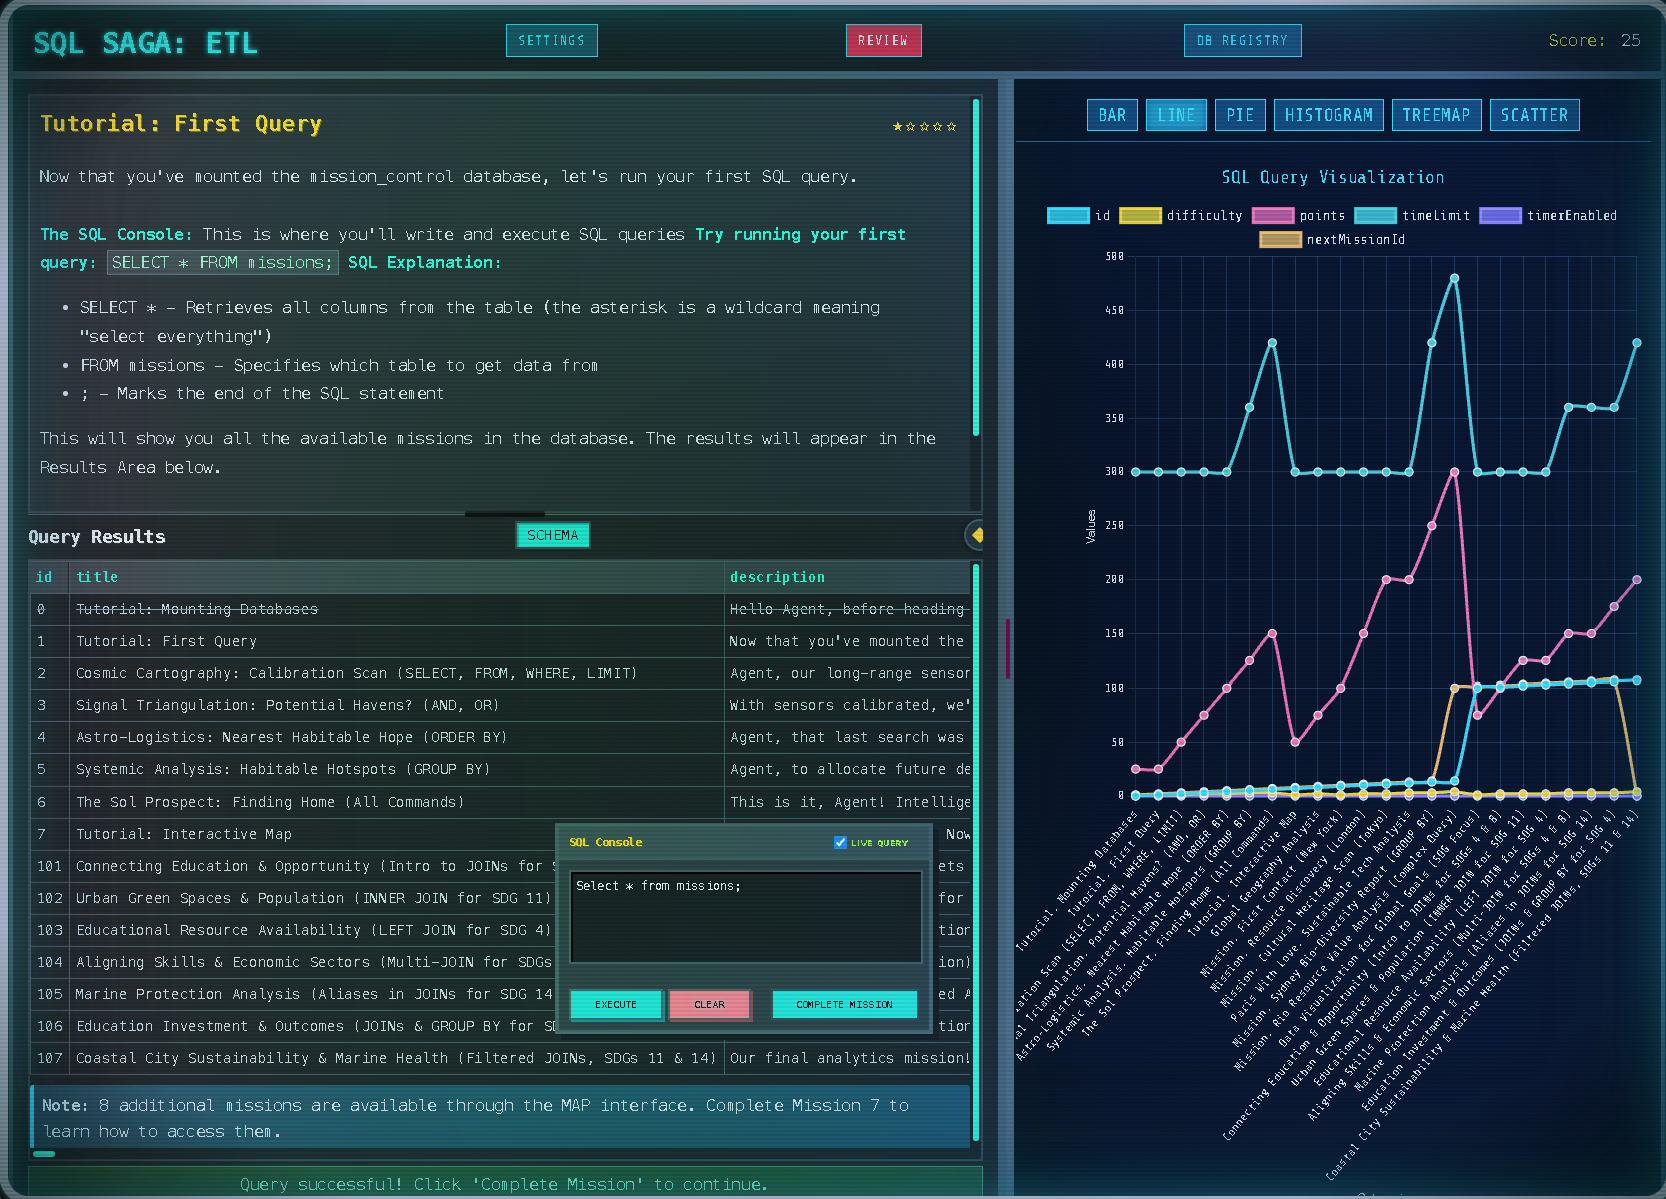 SQL SAGA: ETL
SETTINGS
REVIEW
DB REGISTRY
Score: 25
Tutorial: First Query
★☆☆☆☆
Now that you've mounted the mission_control database, let's run your first SQL query.
The SQL Console: This is where you'll write and execute SQL queries Try running your first
query: SELECT * FROM missions; SQL Explanation:
• SELECT * – Retrieves all columns from the table (the asterisk is a wildcard meaning
"select everything")
• FROM missions – Specifies which table to get data from
• ; – Marks the end of the SQL statement
This will show you all the available missions in the database. The results will appear in the
Results Area below.
Query Results
SCHEMA
id title description
0 Tutorial: Mounting Databases Hello Agent, before heading
1 Tutorial: First Query Now that you've mounted the
2 Cosmic Cartography: Calibration Scan (SELECT, FROM, WHERE, LIMIT) Agent, our long-range sensor
3 Signal Triangulation: Potential Havens? (AND, OR) With sensors calibrated, we'
4 Astro-Logistics: Nearest Habitable Hope (ORDER BY) Agent, that last search was
5 Systemic Analysis: Habitable Hotspots (GROUP BY) Agent, to allocate future de
6 The Sol Prospect: Finding Home (All Commands) This is it, Agent! Intellige
7 Tutorial: Interactive Map Now
101 Connecting Education & Opportunity (Intro to JOINs for S ets
102 Urban Green Spaces & Population (INNER JOIN for SDG 11) for
103 Educational Resource Availability (LEFT JOIN for SDG 4) tion
104 Aligning Skills & Economic Sectors (Multi-JOIN for SDGs ion)
105 Marine Protection Analysis (Aliases in JOINs for SDG 14 ed A
106 Education Investment & Outcomes (JOINs & GROUP BY for SD tion
107 Coastal City Sustainability & Marine Health (Filtered JOINs, SDGs 11 & 14) Our final analytics mission!
SQL Console
LIVE QUERY
Select * from missions;
EXECUTE
CLEAR
COMPLETE MISSION
Note: 8 additional missions are available through the MAP interface. Complete Mission 7 to
learn how to access them.
Query successful! Click 'Complete Mission' to continue.
BAR
LINE
PIE
HISTOGRAM
TREEMAP
SCATTER
SQL Query Visualization
id difficulty points timeLimit timerEnabled
nextMissionId
Values
500
450
400
350
300
250
200
150
100
50
0
Tutorial: Mounting Databases
Tutorial: First Query
ation Scan (SELECT, FROM, WHERE, LIMIT)
al Triangulation: Potential Havens? (AND, OR)
Astro-Logistics: Nearest Habitable Hope (ORDER BY)
Systemic Analysis: Habitable Hotspots (GROUP BY)
The Sol Prospect: Finding Home (All Commands)
Tutorial: Interactive Map
Global Geography Analysis
Mission: First Contact (New York)
Mission: Resource Discovery (London)
Mission: Cultural Heritage Scan (Tokyo)
Paris With Love: Sustainable Tech Analysis
Mission: Sydney Bio-Diversity Report (GROUP BY)
Mission: Rio Resource Value Analysis (Complex Query)
Data Visualization for Global Goals (SDG Focus)
Connecting Education & Opportunity (Intro to JOINs for SDGs 4 & 8)
Urban Green Spaces & Population (INNER JOIN for SDG 11)
Educational Resource Availability (LEFT JOIN for SDG 4)
Aligning Skills & Economic Sectors (Multi-JOIN for SDGs 4 & 8)
Marine Protection Analysis (Aliases in JOINs for SDG 14)
Education Investment & Outcomes (JOINs & GROUP BY for SDG 4)
Coastal City Sustainability & Marine Health (Filtered JOINs, SDGs 11 & 14)